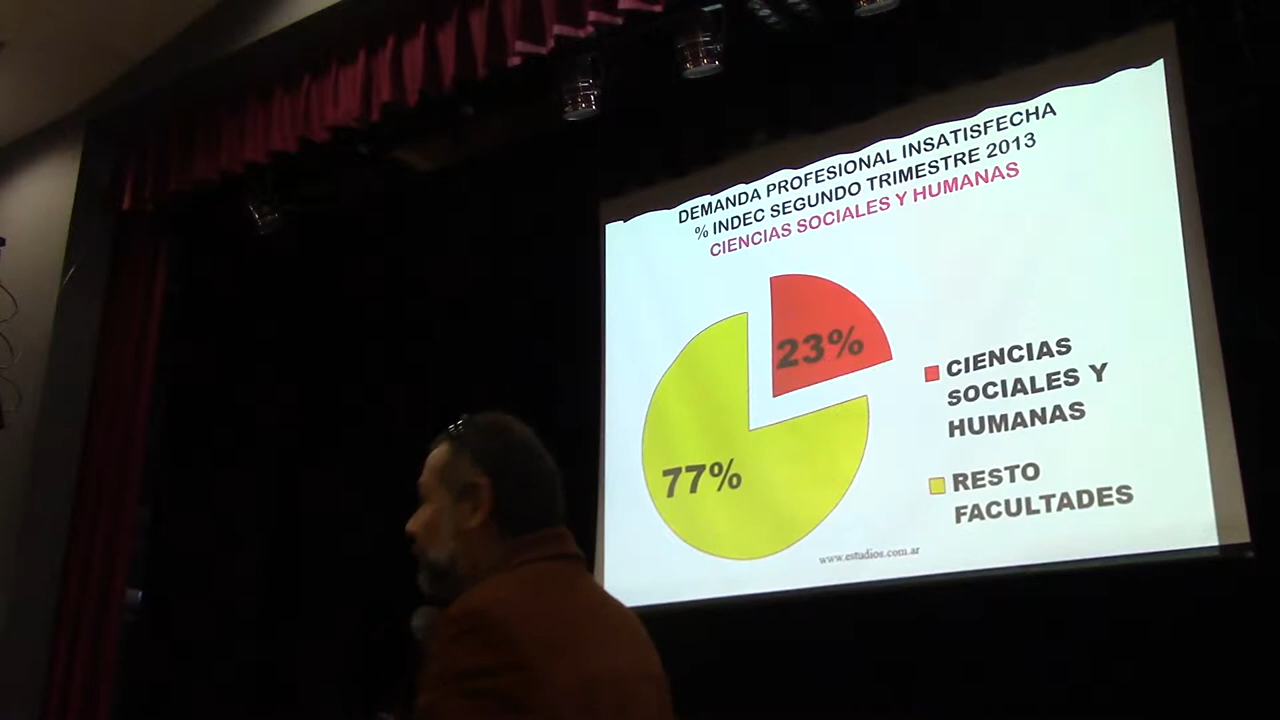 DEMANDA PROFESIONAL INSATISFECHA
% INDEC SEGUNDO TRIMESTRE 2013
CIENCIAS SOCIALES Y HUMANAS
23%
77%
CIENCIAS
SOCIALES Y
HUMANAS
RESTO
FACULTADES
www.estudios.com.ar